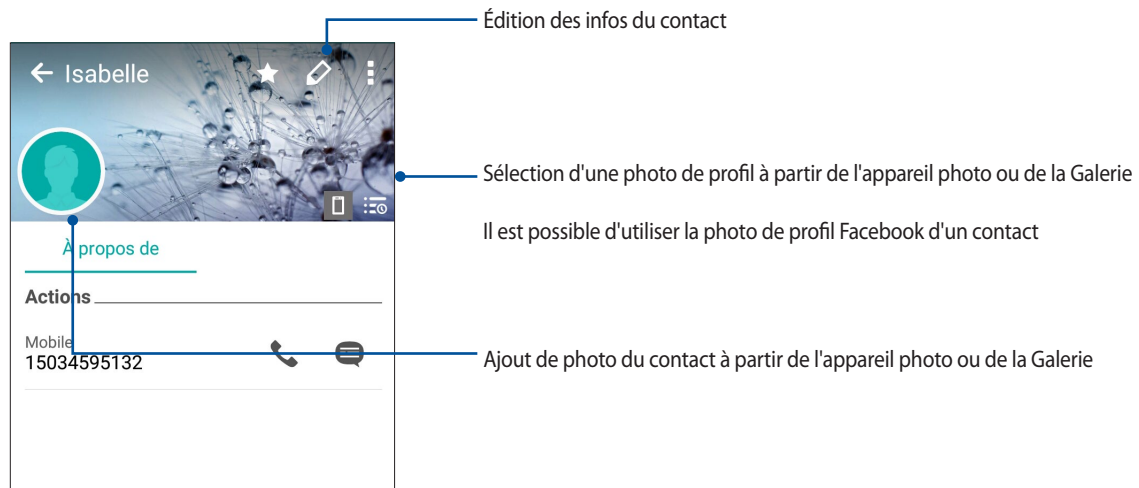 Édition des infos du contact
Isabelle
Sélection d'une photo de profil à partir de l'appareil photo ou de la Galerie
Il est possible d'utiliser la photo de profil Facebook d'un contact
À propos de
Actions
Mobile
15034595132
Ajout de photo du contact à partir de l'appareil photo ou de la Galerie